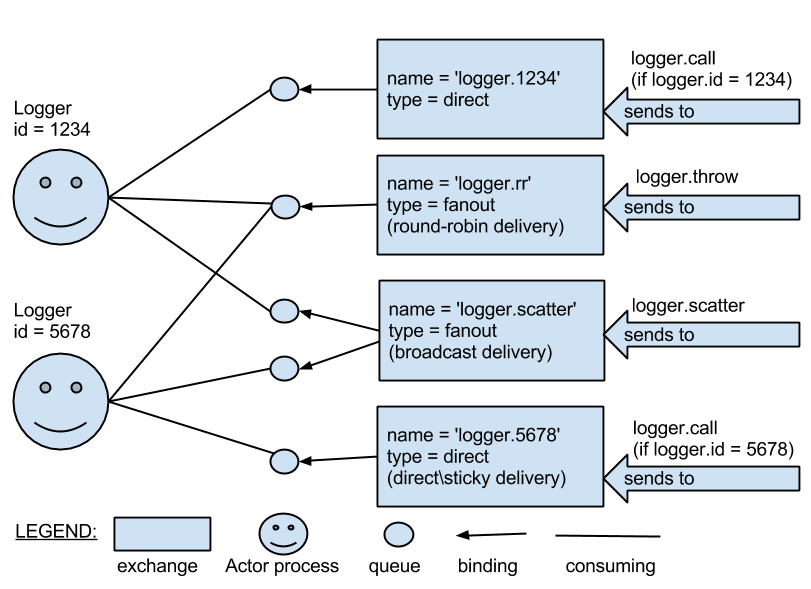 Logger
id = 1234
Logger
id = 5678
name = 'logger.1234'
type = direct
logger.call
(if logger.id = 1234)
sends to
name = 'logger.rr'
type = fanout
(round-robin delivery)
logger.throw
sends to
name = 'logger.scatter'
type = fanout
(broadcast delivery)
logger.scatter
sends to
name = 'logger.5678'
type = direct
(direct\sticky delivery)
logger.call
(if logger.id = 5678)
sends to
LEGEND:
exchange
Actor process
queue
binding
consuming